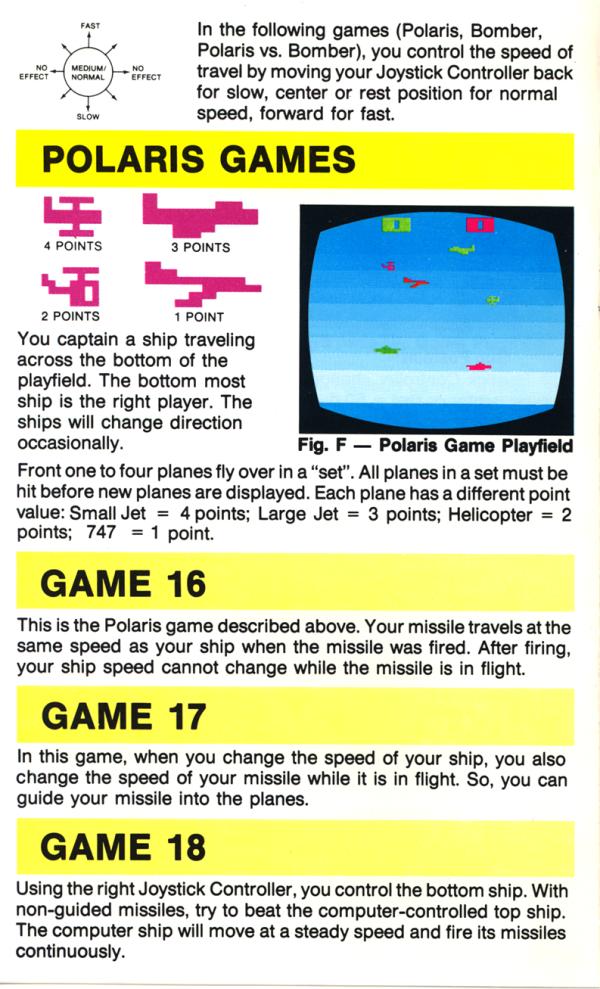 FAST
NO EFFECT
MEDIUM/
NORMAL
NO EFFECT
SLOW
In the following games (Polaris, Bomber,
Polaris vs. Bomber), you control the speed of
travel by moving your Joystick Controller back
for slow, center or rest position for normal
speed, forward for fast.
POLARIS GAMES
4 POINTS
3 POINTS
2 POINTS
1 POINT
You captain a ship traveling
across the bottom of the
playfield. The bottom most
ship is the right player. The
ships will change direction
occasionally.
Fig. F — Polaris Game Playfield
Front one to four planes fly over in a "set". All planes in a set must be
hit before new planes are displayed. Each plane has a different point
value: Small Jet = 4 points; Large Jet = 3 points; Helicopter = 2
points; 747 = 1 point.
GAME 16
This is the Polaris game described above. Your missile travels at the
same speed as your ship when the missile was fired. After firing,
your ship speed cannot change while the missile is in flight.
GAME 17
In this game, when you change the speed of your ship, you also
change the speed of your missile while it is in flight. So, you can
guide your missile into the planes.
GAME 18
Using the right Joystick Controller, you control the bottom ship. With
non-guided missiles, try to beat the computer-controlled top ship.
The computer ship will move at a steady speed and fire its missiles
continuously.